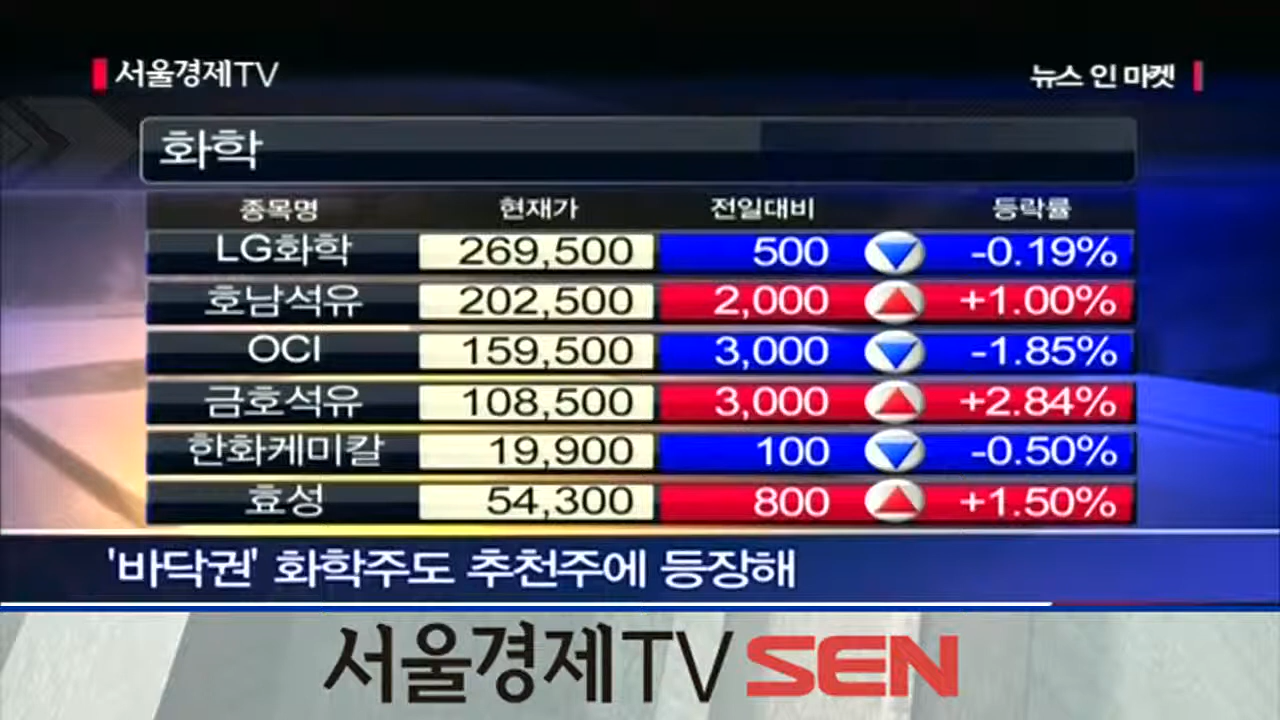 서울경제TV 뉴스 인 마켓
화학
종목명 현재가 전일대비 등락률
LG화학 269,500 500 ▼ -0.19%
호남석유 202,500 2,000 ▲ +1.00%
OCI 159,500 3,000 ▼ -1.85%
금호석유 108,500 3,000 ▲ +2.84%
한화케미칼 19,900 100 ▼ -0.50%
효성 54,300 800 ▲ +1.50%
'바닥권' 화학주도 추천주에 등장해
서울경제TV SEN